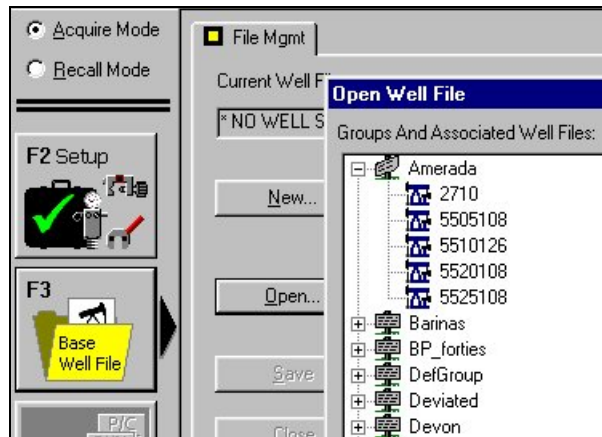 Acquire Mode
Recall Mode
F2 Setup
F3
Base
Well File
P/C
File Mgmt
Current Well F
* NO WELL S
New...
Open...
Save
Close
Open Well File
Groups And Associated Well Files:
Amerada
2710
5505108
5510126
5520108
5525108
Barinas
BP_forties
DefGroup
Deviated
Devon